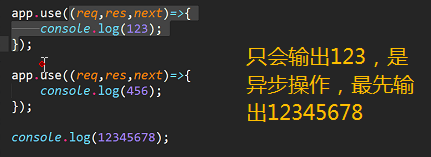 app.use((req,res,next)=>{
    console.log(123);
});
app.use((req,res,next)=>{
    console.log(456);
});
console.log(12345678);
只会输出123，是
异步操作，最先输
出12345678